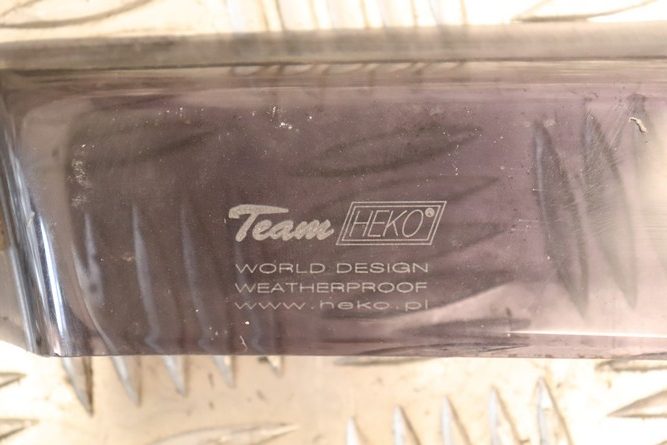 Team HEKO®
WORLD DESIGN
WEATHERPROOF
www.heko.pl